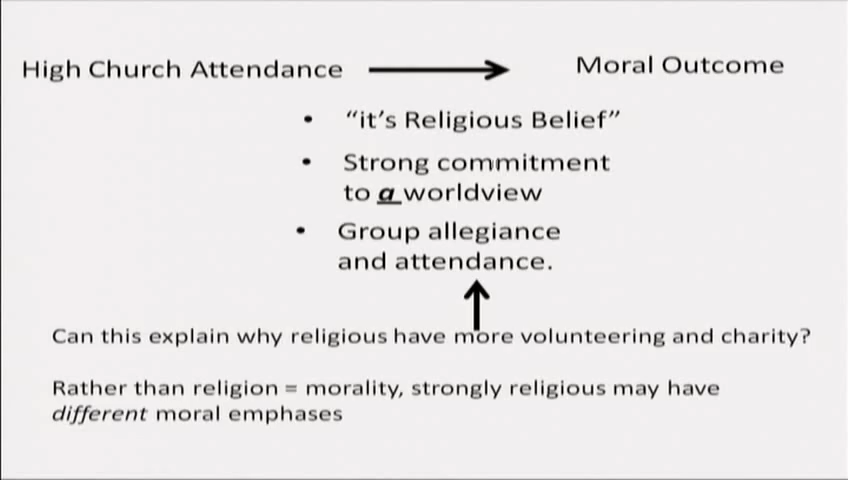 High Church Attendance
Moral Outcome
• “it’s Religious Belief”
• Strong commitment
to a worldview
• Group allegiance
and attendance.
Can this explain why religious have more volunteering and charity?
Rather than religion = morality, strongly religious may have
different moral emphases